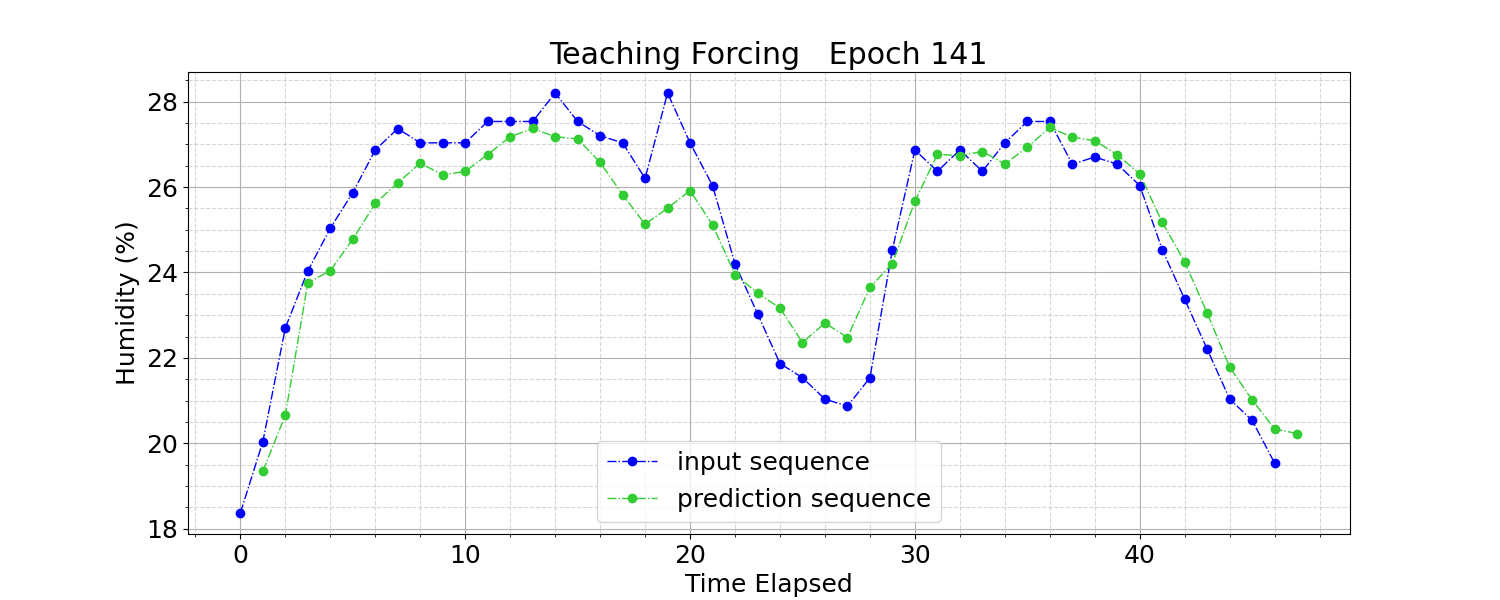 Teaching Forcing   Epoch 141
Humidity (%)
28
26
24
22
20
18
input sequence
prediction sequence
0 10 20 30 40
Time Elapsed